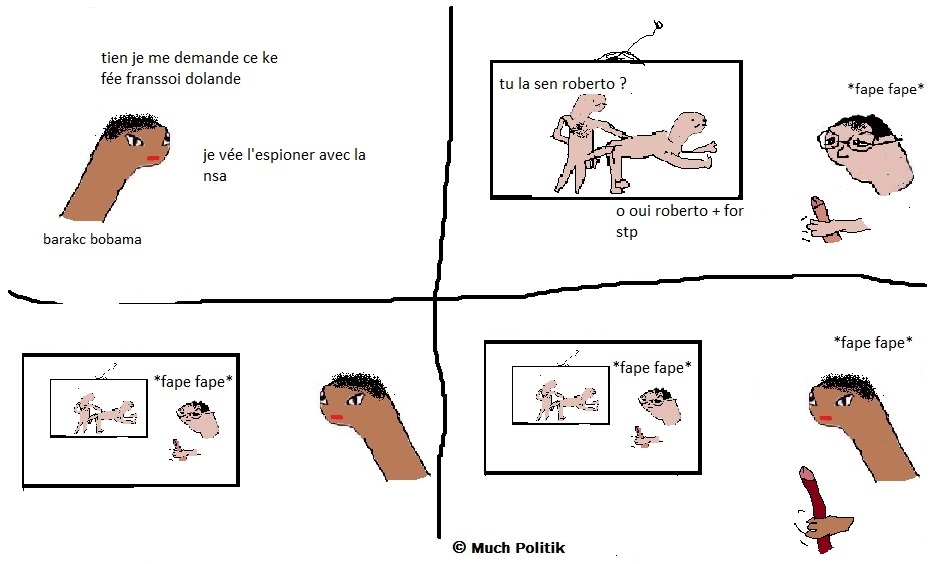 tien je me demande ce ke
fée franssoi dolande
je vée l'espioner avec la
nsa
barakc bobama
tu la sen roberto ?
*fape fape*
o oui roberto + for
stp
*fape fape*
*fape fape*
*fape fape*
© Much Politik